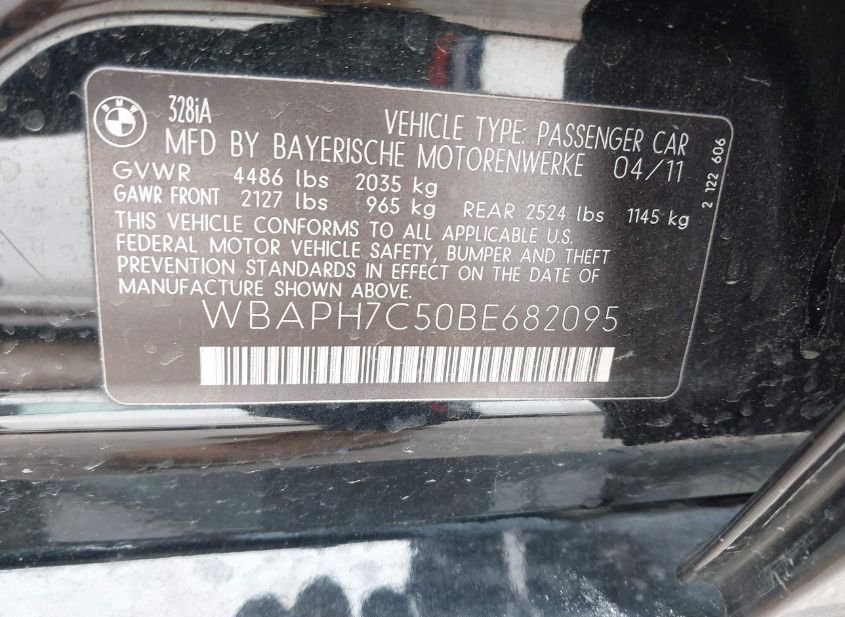 BMW
328iA
VEHICLE TYPE: PASSENGER CAR
MFD BY BAYERISCHE MOTORENWERKE 04/11
GVWR 4486 lbs 2035 kg
GAWR FRONT 2127 lbs 965 kg REAR 2524 lbs 1145 kg
THIS VEHICLE CONFORMS TO ALL APPLICABLE U.S.
FEDERAL MOTOR VEHICLE SAFETY, BUMPER AND THEFT
PREVENTION STANDARDS IN EFFECT ON THE DATE OF
MANUFACTURE SHOWN ABOVE.
WBAPH7C50BE682095
2 122 606